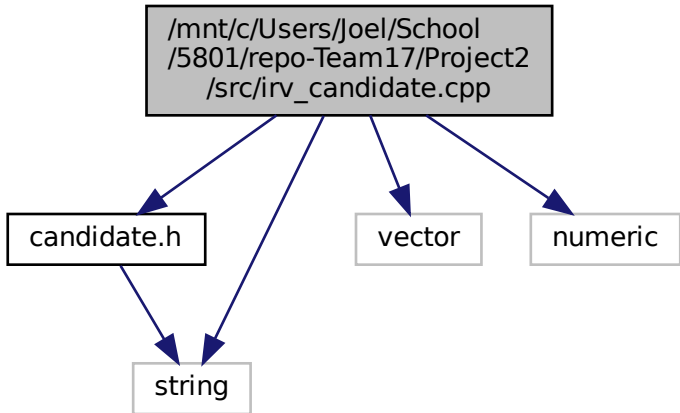 /mnt/c/Users/Joel/School
/5801/repo-Team17/Project2
/src/irv_candidate.cpp
candidate.h
vector
numeric
string